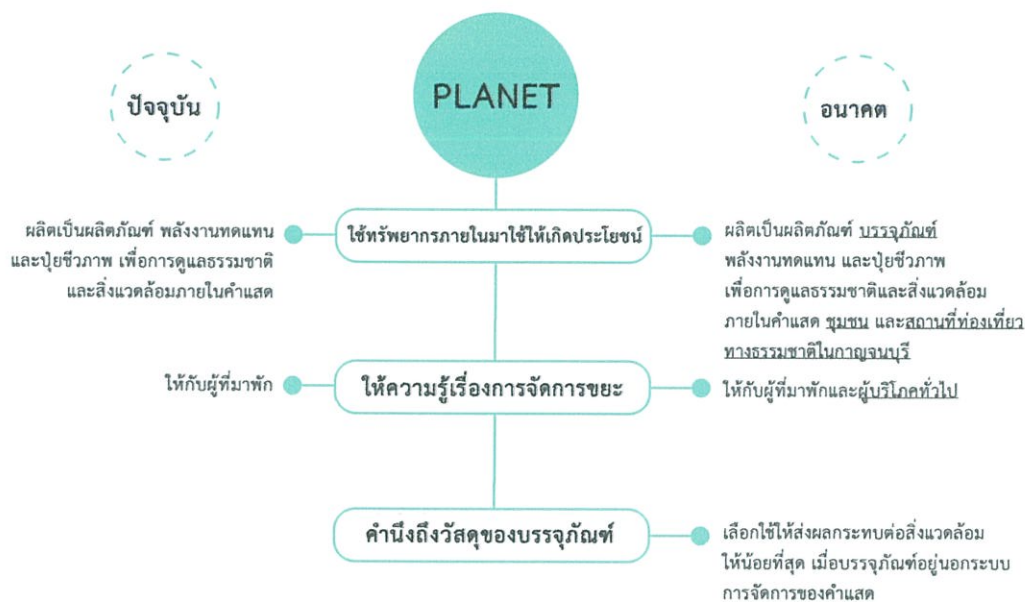 PLANET
ปัจจุบัน
อนาคต
ใช้ทรัพยากรภายในมาใช้ให้เกิดประโยชน์
ผลิตเป็นผลิตภัณฑ์ พลังงานทดแทน
และปุ๋ยชีวภาพ เพื่อการดูแลธรรมชาติ
และสิ่งแวดล้อมภายในคำแสด
ผลิตเป็นผลิตภัณฑ์ บรรจุภัณฑ์
พลังงานทดแทน และปุ๋ยชีวภาพ
เพื่อการดูแลธรรมชาติและสิ่งแวดล้อม
ภายในคำแสด ชุมชน และสถานที่ท่องเที่ยว
ทางธรรมชาติในกาญจนบุรี
ให้ความรู้เรื่องการจัดการขยะ
ให้กับผู้ที่มาพัก
ให้กับผู้ที่มาพักและผู้บริโภคทั่วไป
คำนึงถึงวัสดุของบรรจุภัณฑ์
เลือกใช้ให้ส่งผลกระทบต่อสิ่งแวดล้อม
ให้น้อยที่สุด เมื่อบรรจุภัณฑ์อยู่นอกระบบ
การจัดการของคำแสด